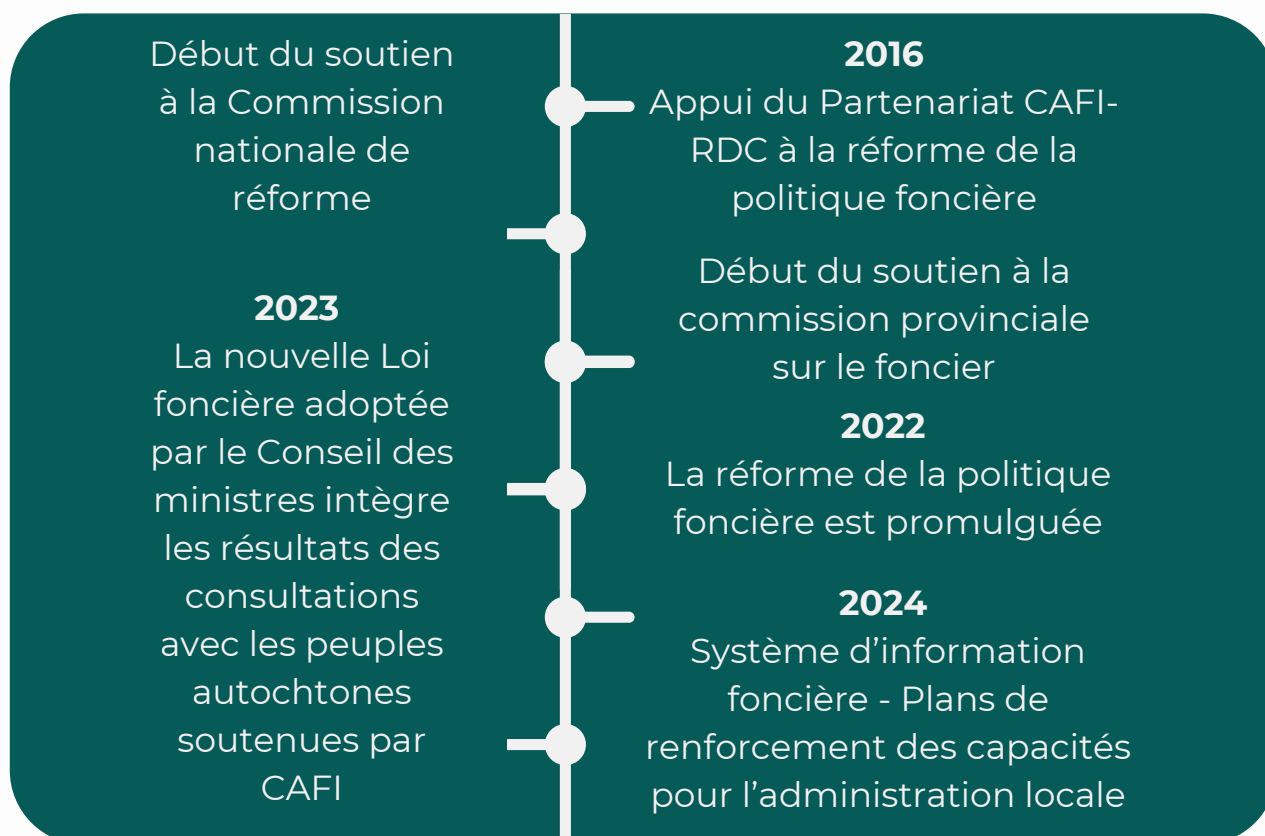 Début du soutien
à la Commission
nationale de
réforme
2023
La nouvelle Loi
foncière adoptée
par le Conseil des
ministres intègre
les résultats des
consultations
avec les peuples
autochtones
soutenues par
CAFI
2016
Appui du Partenariat CAFI-
RDC à la réforme de la
politique foncière
Début du soutien à la
commission provinciale
sur le foncier
2022
La réforme de la politique
foncière est promulguée
2024
Système d’information
foncière - Plans de
renforcement des capacités
pour l’administration locale